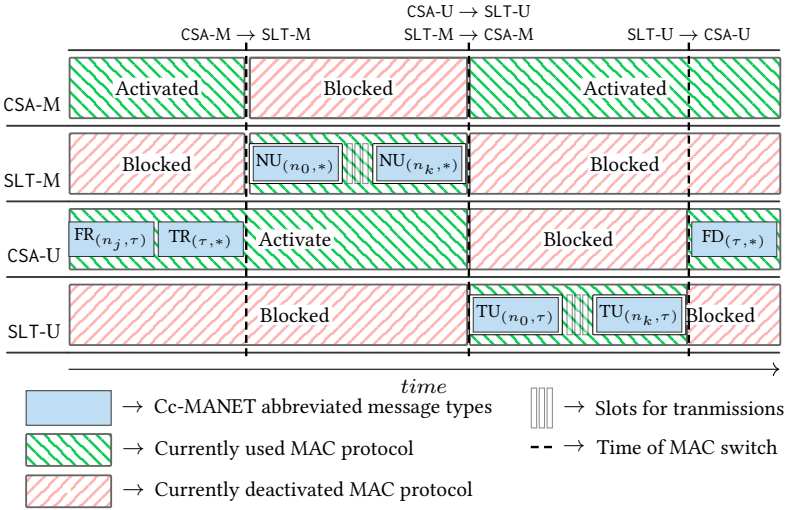 CSA-U → SLT-U
CSA-M → SLT-M SLT-M → CSA-M SLT-U → CSA-U
CSA-M Activated Blocked Activated
SLT-M Blocked NU(n₀,*) NU(nₖ,*) Blocked
CSA-U FR(nⱼ,τ) TR(τ,*) Activate Blocked FD(τ,*)
SLT-U Blocked TU(n₀,τ) TU(nₖ,τ) Blocked
time
→ Cc-MANET abbreviated message types → Slots for tranmissions
→ Currently used MAC protocol → Time of MAC switch
→ Currently deactivated MAC protocol